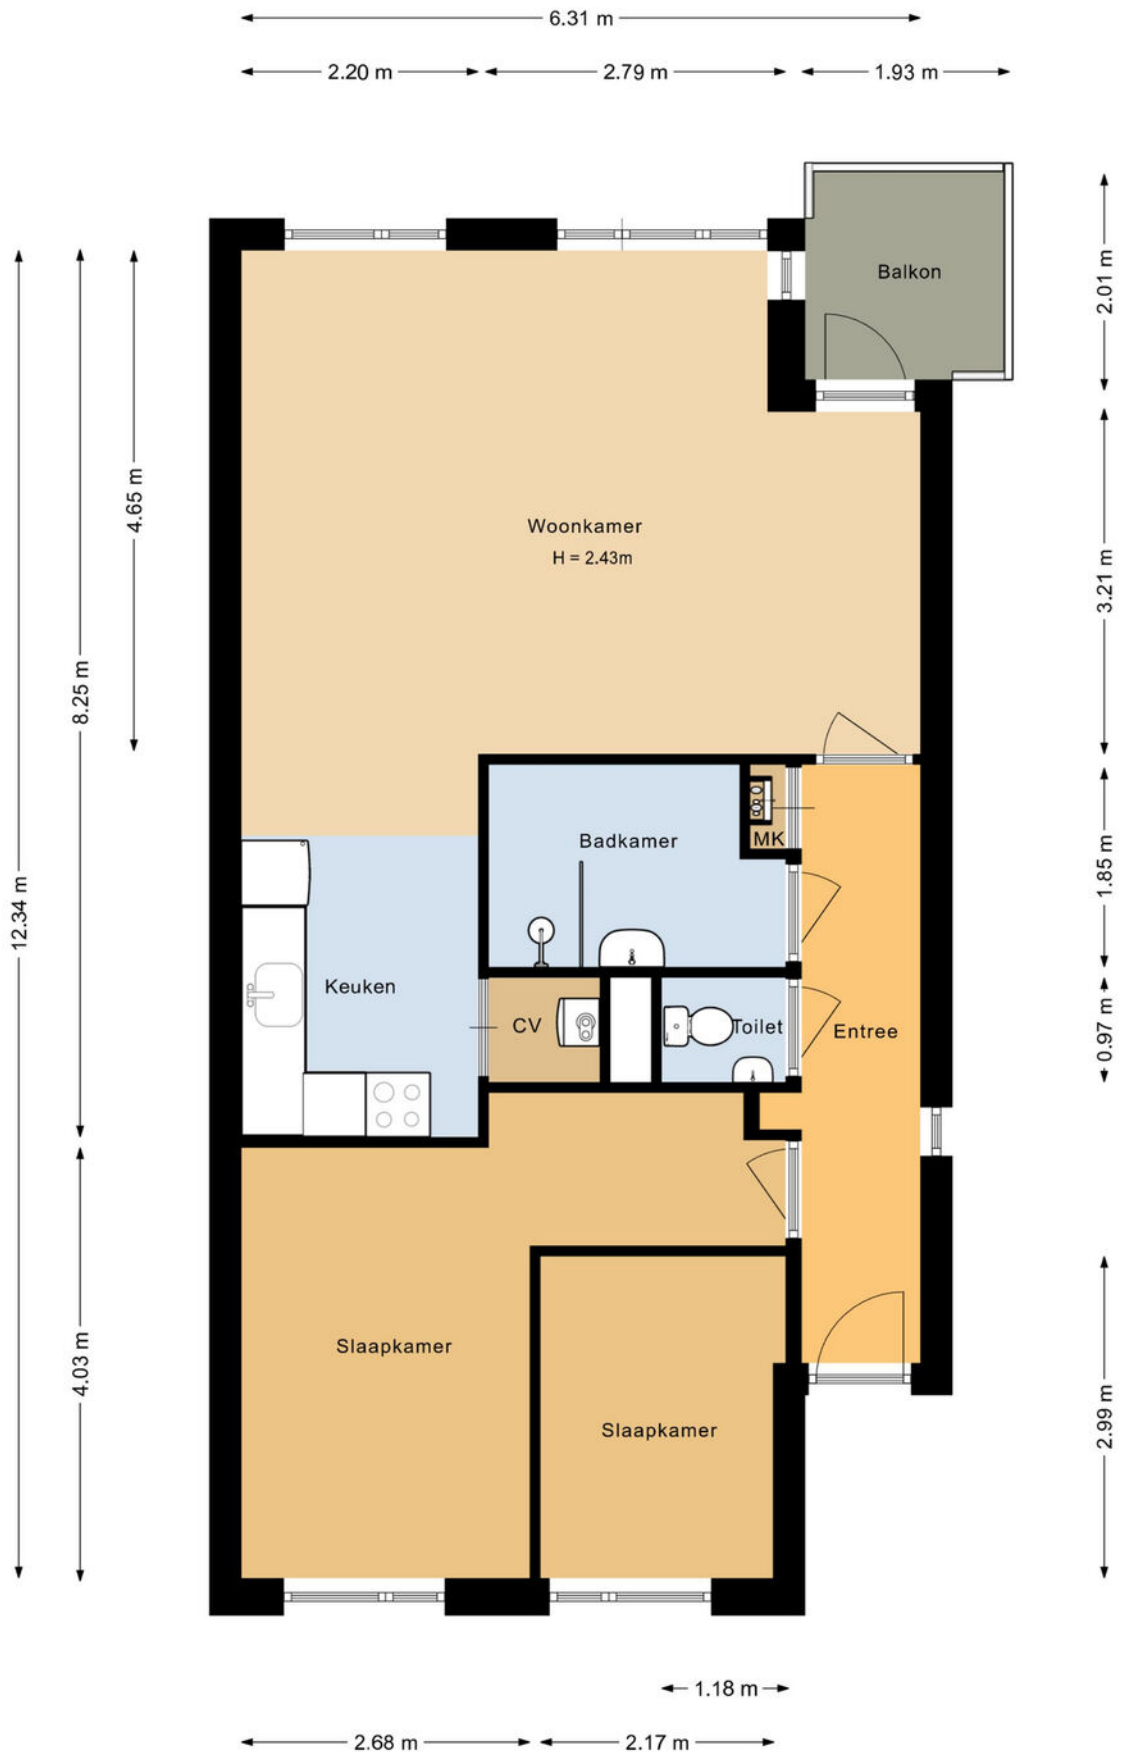 6.31 m
2.20 m
2.79 m
1.93 m
Balkon
2.01 m
4.65 m
Woonkamer
H = 2.43m
3.21 m
8.25 m
Badkamer
MK
1.85 m
12.34 m
Keuken
CV
Toilet
Entree
0.97 m
Slaapkamer
4.03 m
Slaapkamer
2.99 m
1.18 m
2.68 m
2.17 m